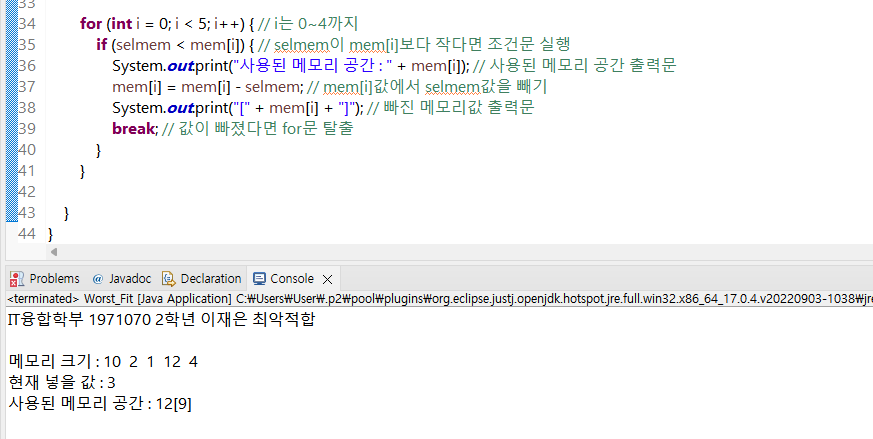 33
34 for (int i = 0; i < 5; i++) { // i는 0~4까지
35 if (selmem < mem[i]) { // selmem이 mem[i]보다 작다면 조건문 실행
36 System.out.print("사용된 메모리 공간 : " + mem[i]); // 사용된 메모리 공간 출력문
37 mem[i] = mem[i] - selmem; // mem[i]값에서 selmem값을 빼기
38 System.out.print("[" + mem[i] + "]"); // 빠진 메모리값 출력문
39 break; // 값이 빠졌다면 for문 탈출
40 }
41 }
42
43 }
44 }
Problems @ Javadoc Declaration Console
<terminated> Worst_Fit [Java Application] C:₩Users₩User₩.p2₩pool₩plugins₩org.eclipse.justj.openjdk.hotspot.jre.full.win32.x86_64_17.0.4.v20220903-1038₩jre
IT융합학부 1971070 2학년 이재은 최악적합
메모리 크기 : 10 2 1 12 4
현재 넣을 값 : 3
사용된 메모리 공간 : 12[9]